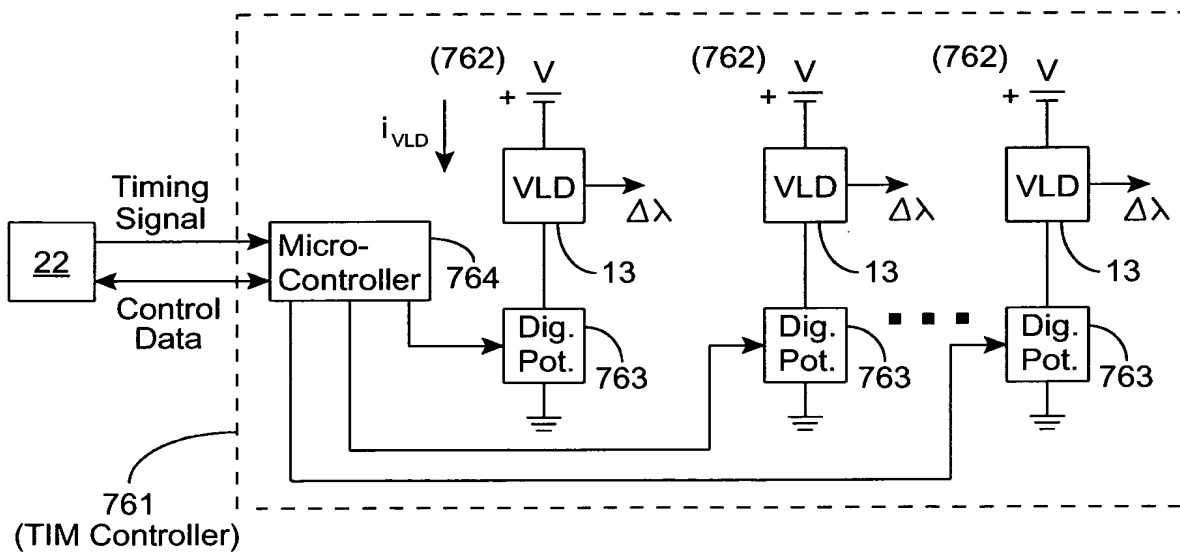 (762) V
+
(762) V
+
(762) V
+
i VLD
VLD
Δλ
VLD
Δλ
VLD
Δλ
Timing
Signal
22
Micro-
Controller
764
13
13
13
Control
Data
Dig.
Pot.
763
Dig.
Pot.
763
Dig.
Pot.
763
761
(TIM Controller)